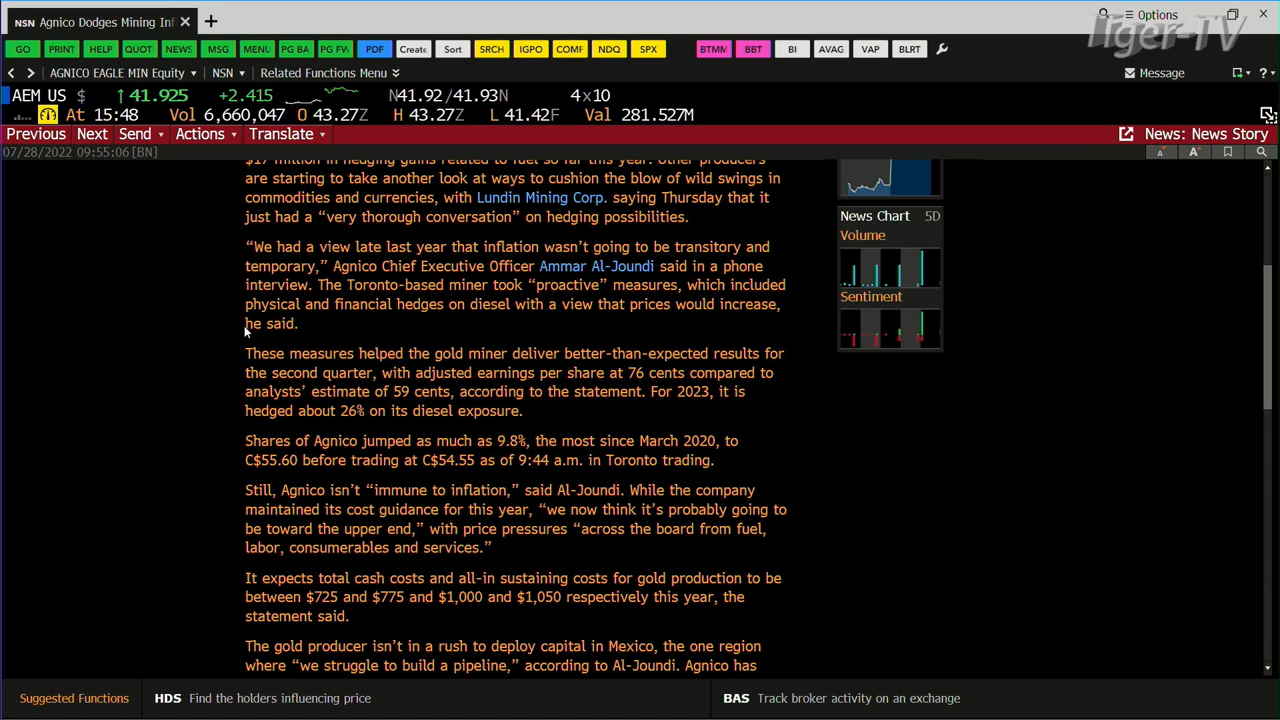 NSN Agnico Dodges Mining Inf
Options
Tiger-TV
GO PRINT HELP QUOT NEWS MSG MENU PG BA PG FW PDF Create Sort SRCH IGPO COMF NDQ SPX BTMM BBT BI AVAG VAP BLRT
AGNICO EAGLE MIN Equity NSN Related Functions Menu Message ?
AEM US $ ↑ 41.925 +2.415 N41.92/41.93N 4×10
At 15:48 Vol 6,660,047 O 43.27Z H 43.27Z L 41.42F Val 281.527M
Previous Next Send Actions Translate News: News Story
07/28/2022 09:55:06 [BN] A A
$17 million in hedging gains related to fuel so far this year. Other producers
are starting to take another look at ways to cushion the blow of wild swings in
commodities and currencies, with Lundin Mining Corp. saying Thursday that it
just had a “very thorough conversation” on hedging possibilities.
“We had a view late last year that inflation wasn’t going to be transitory and
temporary,” Agnico Chief Executive Officer Ammar Al-Joundi said in a phone
interview. The Toronto-based miner took “proactive” measures, which included
physical and financial hedges on diesel with a view that prices would increase,
he said.
These measures helped the gold miner deliver better-than-expected results for
the second quarter, with adjusted earnings per share at 76 cents compared to
analysts’ estimate of 59 cents, according to the statement. For 2023, it is
hedged about 26% on its diesel exposure.
Shares of Agnico jumped as much as 9.8%, the most since March 2020, to
C$55.60 before trading at C$54.55 as of 9:44 a.m. in Toronto trading.
Still, Agnico isn’t “immune to inflation,” said Al-Joundi. While the company
maintained its cost guidance for this year, “we now think it’s probably going to
be toward the upper end,” with price pressures “across the board from fuel,
labor, consumerables and services.”
It expects total cash costs and all-in sustaining costs for gold production to be
between $725 and $775 and $1,000 and $1,050 respectively this year, the
statement said.
The gold producer isn’t in a rush to deploy capital in Mexico, the one region
where “we struggle to build a pipeline,” according to Al-Joundi. Agnico has
News Chart 5D
Volume
Sentiment
Suggested Functions HDS Find the holders influencing price BAS Track broker activity on an exchange